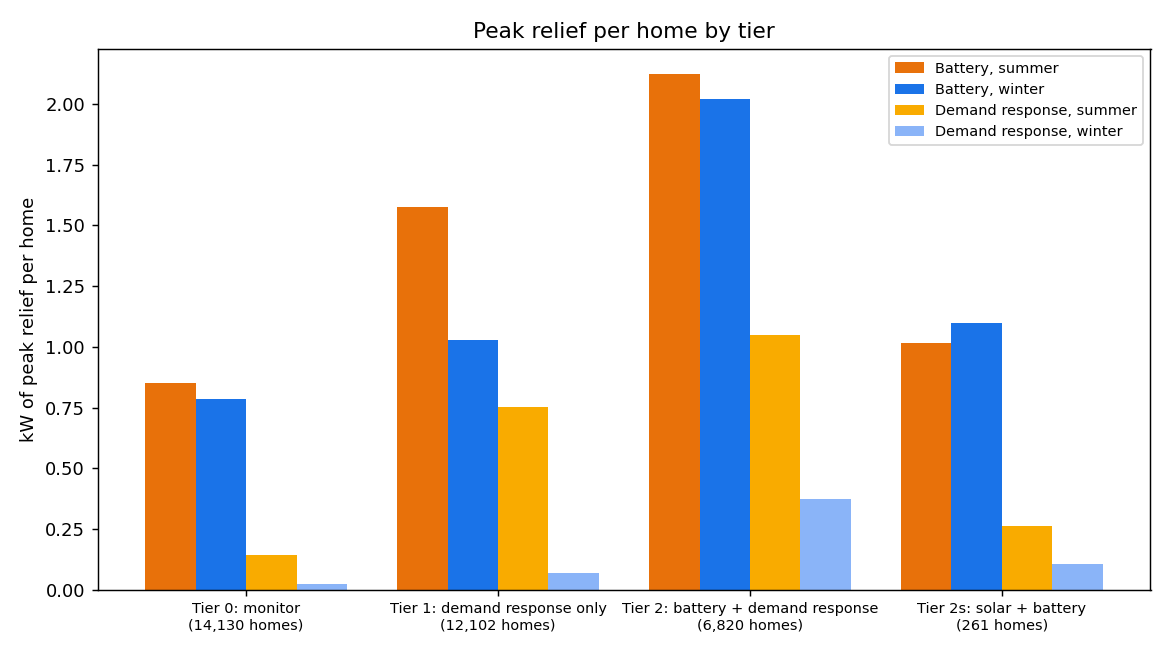 Peak relief per home by tier
Battery, summer
Battery, winter
Demand response, summer
Demand response, winter
kW of peak relief per home
2.00
1.75
1.50
1.25
1.00
0.75
0.50
0.25
0.00
Tier 0: monitor
(14,130 homes)
Tier 1: demand response only
(12,102 homes)
Tier 2: battery + demand response
(6,820 homes)
Tier 2s: solar + battery
(261 homes)